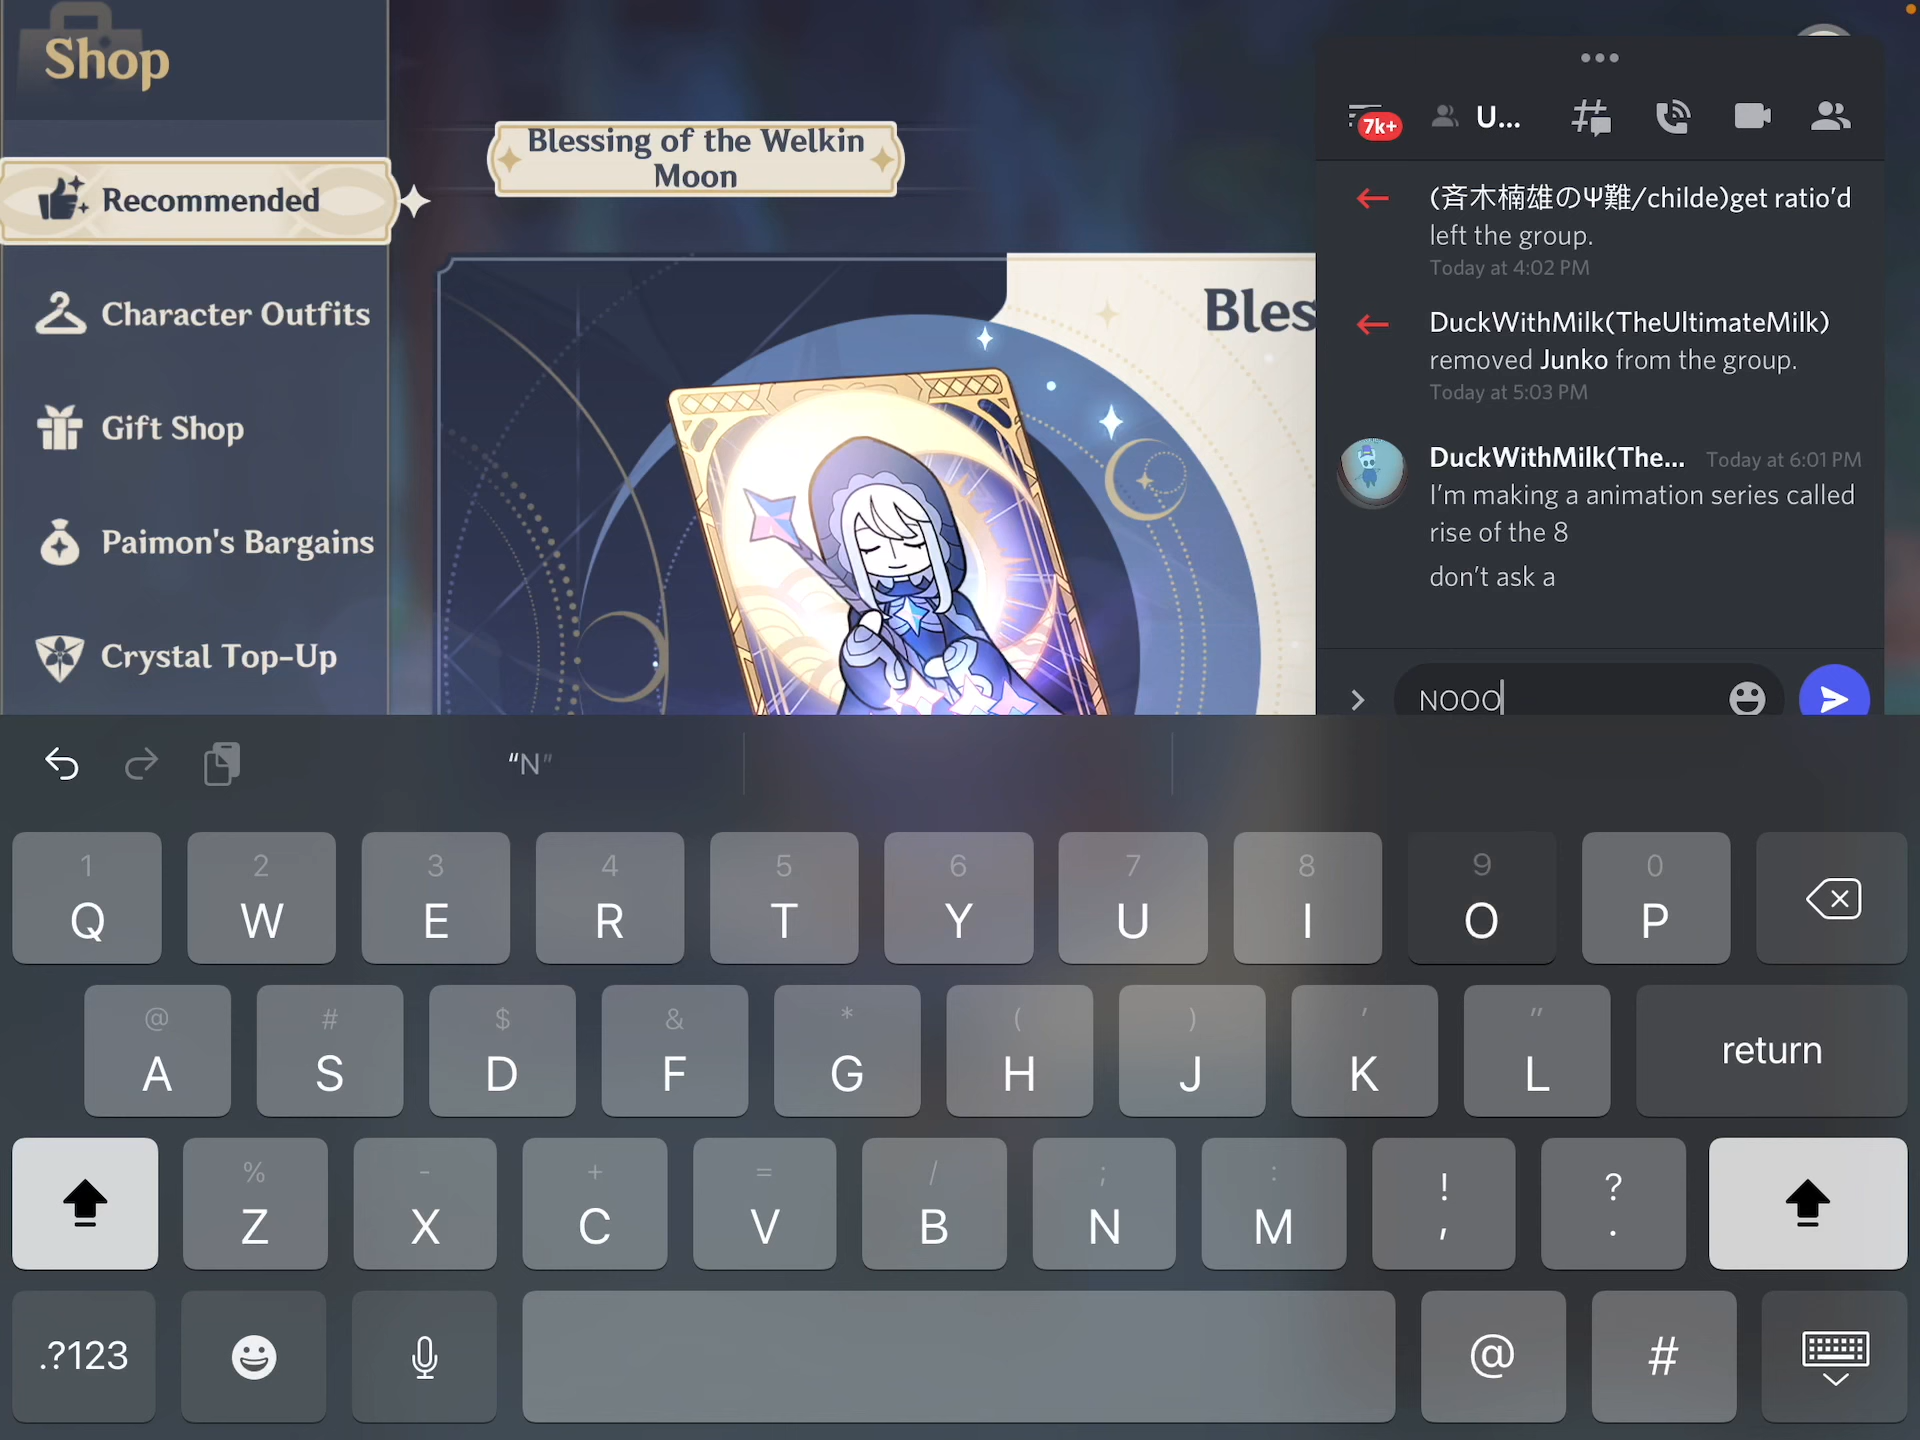 Shop
Recommended
Character Outfits
Gift Shop
Paimon's Bargains
Crystal Top-Up
Blessing of the Welkin
Moon
Bles
7k+
U...
(斉木楠雄のΨ難/childe)get ratio’d
left the group.
Today at 4:02 PM
DuckWithMilk(TheUltimateMilk)
removed Junko from the group.
Today at 5:03 PM
DuckWithMilk(The... Today at 6:01 PM
I’m making a animation series called
rise of the 8
don’t ask a
NOOO
“N”
1 2 3 4 5 6 7 8 9 0
Q W E R T Y U I O P
@ # $ & * ( ) ’ ”
A S D F G H J K L return
% - + = / ; : ! ?
Z X C V B N M , .
.?123 @ #